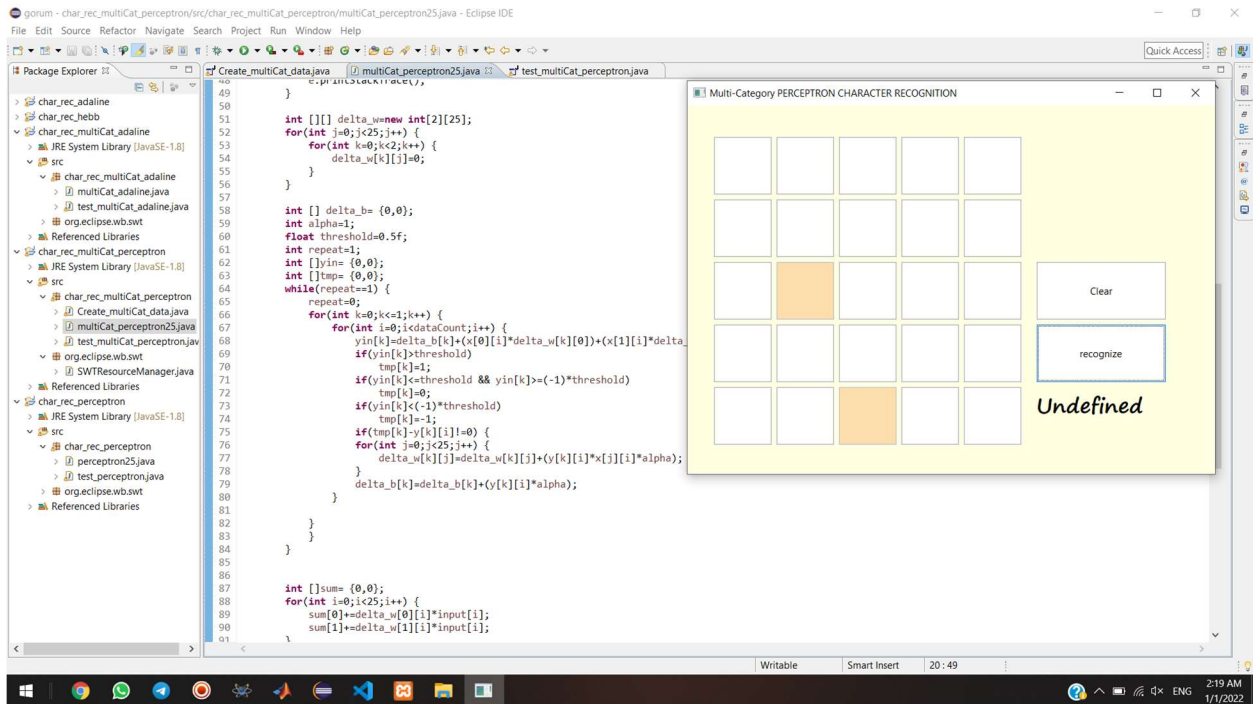 gorum - char_rec_multiCat_perceptron/src/char_rec_multiCat_perceptron/multiCat_perceptron25.java - Eclipse IDE
File Edit Source Refactor Navigate Search Project Run Window Help
Quick Access
Package Explorer
char_rec_adaline
char_rec_hebb
char_rec_multiCat_adaline
JRE System Library [JavaSE-1.8]
src
char_rec_multiCat_adaline
multiCat_adaline.java
test_multiCat_adaline.java
org.eclipse.wb.swt
Referenced Libraries
char_rec_multiCat_perceptron
JRE System Library [JavaSE-1.8]
src
char_rec_multiCat_perceptron
Create_multiCat_data.java
multiCat_perceptron25.java
test_multiCat_perceptron.jav
org.eclipse.wb.swt
SWTResourceManager.java
Referenced Libraries
char_rec_perceptron
JRE System Library [JavaSE-1.8]
src
char_rec_perceptron
perceptron25.java
test_perceptron.java
org.eclipse.wb.swt
Referenced Libraries
Create_multiCat_data.java multiCat_perceptron25.java test_multiCat_perceptron.java
48 e.printStackTrace();
49 }
50
51 int [][] delta_w=new int[2][25];
52 for(int j=0;j<25;j++) {
53 for(int k=0;k<2;k++) {
54 delta_w[k][j]=0;
55 }
56 }
57
58 int [] delta_b= {0,0};
59 int alpha=1;
60 float threshold=0.5f;
61 int repeat=1;
62 int []yin= {0,0};
63 int []tmp= {0,0};
64 while(repeat==1) {
65 repeat=0;
66 for(int k=0;k<=1;k++) {
67 for(int i=0;i<dataCount;i++) {
68 yin[k]=delta_b[k]+(x[0][i]*delta_w[k][0])+(x[1][i]*delta_
69 if(yin[k]>threshold)
70 tmp[k]=1;
71 if(yin[k]<=threshold && yin[k]>=(-1)*threshold)
72 tmp[k]=0;
73 if(yin[k]<(-1)*threshold)
74 tmp[k]=-1;
75 if(tmp[k]-y[k][i]!=0) {
76 for(int j=0;j<25;j++) {
77 delta_w[k][j]=delta_w[k][j]+(y[k][i]*x[j][i]*alpha);
78 }
79 delta_b[k]=delta_b[k]+(y[k][i]*alpha);
80 }
81
82 }
83 }
84 }
85
86
87 int []sum= {0,0};
88 for(int i=0;i<25;i++) {
89 sum[0]+=delta_w[0][i]*input[i];
90 sum[1]+=delta_w[1][i]*input[i];
91 }
Multi-Category PERCEPTRON CHARACTER RECOGNITION
Clear
recognize
Undefined
Writable Smart Insert 20 : 49
ENG
2:19 AM
1/1/2022